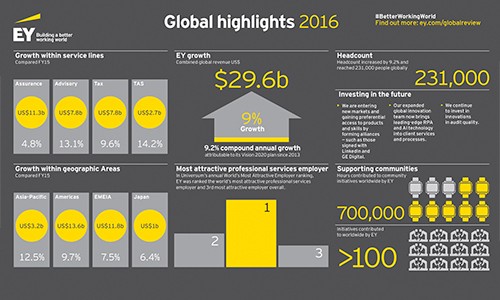 EY
Building a better
working world
Global highlights 2016
#BetterWorkingWorld
Find out more: ey.com/globalreview
Growth within service lines
Compared FY15
Assurance
Advisory
Tax
TAS
US$11.3b
US$7.8b
US$7.8b
US$2.7b
4.8%
13.1%
9.6%
14.2%
EY growth
Combined global revenue US$
$29.6b
9%
Growth
9.2% compound annual growth
attributable to its Vision 2020 plan since 2013
Headcount
Headcount increased by 9.2% and
reached 231,000 people globally
231,000
Investing in the future
▸ We are entering
new markets and
gaining preferential
access to products
and skills by
forming alliances
– such as those
signed with
LinkedIn and
GE Digital.
▸ Our expanded
global innovation
team now brings
leading-edge RPA
and AI technology
into client services
and processes.
▸ We continue
to invest in
innovations
in audit quality.
Growth within geographic Areas
Compared FY15
Asia-Pacific
Americas
EMEIA
Japan
US$3.2b
US$13.6b
US$11.8b
US$1b
12.5%
9.7%
7.5%
6.4%
Most attractive professional services employer
In Universum's annual World's Most Attractive Employer ranking,
EY was ranked the world's most attractive professional services
employer and 3rd most attractive employer overall.
2
1
3
Supporting communities
Hours contributed to community
initiatives worldwide by EY
700,000
Initiatives contributed
to worldwide by EY
>100